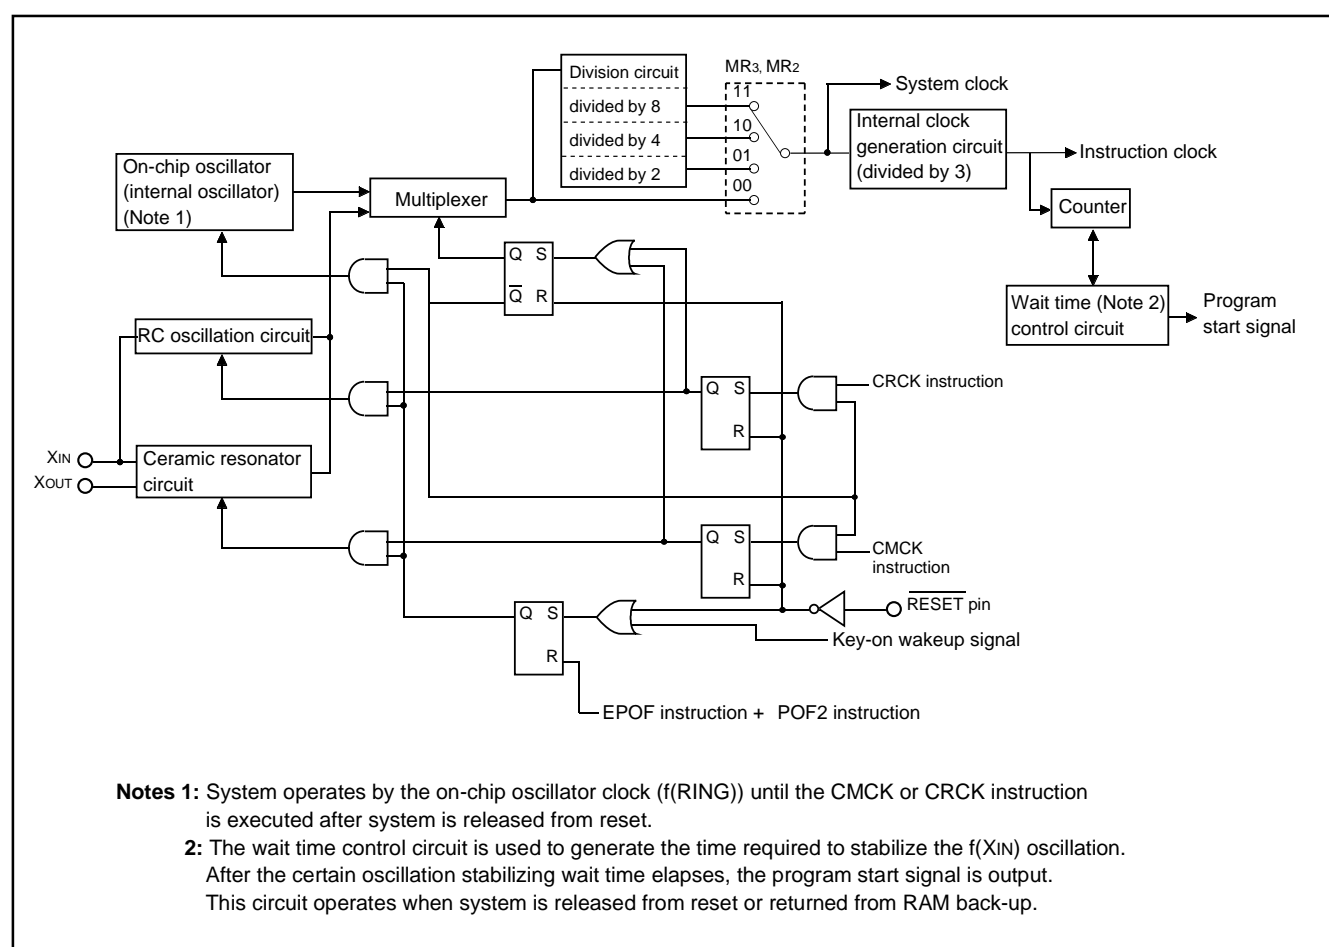 Division circuit
divided by 8
divided by 4
divided by 2
MR3, MR2
11
10
01
00
System clock
Internal clock
generation circuit
(divided by 3)
Instruction clock
Counter
Wait time (Note 2)
control circuit
Program
start signal
On-chip oscillator
(internal oscillator)
(Note 1)
Multiplexer
Q S
Q̅ R
RC oscillation circuit
Q S
R
CRCK instruction
XIN
XOUT
Ceramic resonator
circuit
Q S
R
CMCK
instruction
R̅E̅S̅E̅T̅ pin
Key-on wakeup signal
Q S
R
EPOF instruction + POF2 instruction
Notes 1: System operates by the on-chip oscillator clock (f(RING)) until the CMCK or CRCK instruction
is executed after system is released from reset.
2: The wait time control circuit is used to generate the time required to stabilize the f(XIN) oscillation.
After the certain oscillation stabilizing wait time elapses, the program start signal is output.
This circuit operates when system is released from reset or returned from RAM back-up.